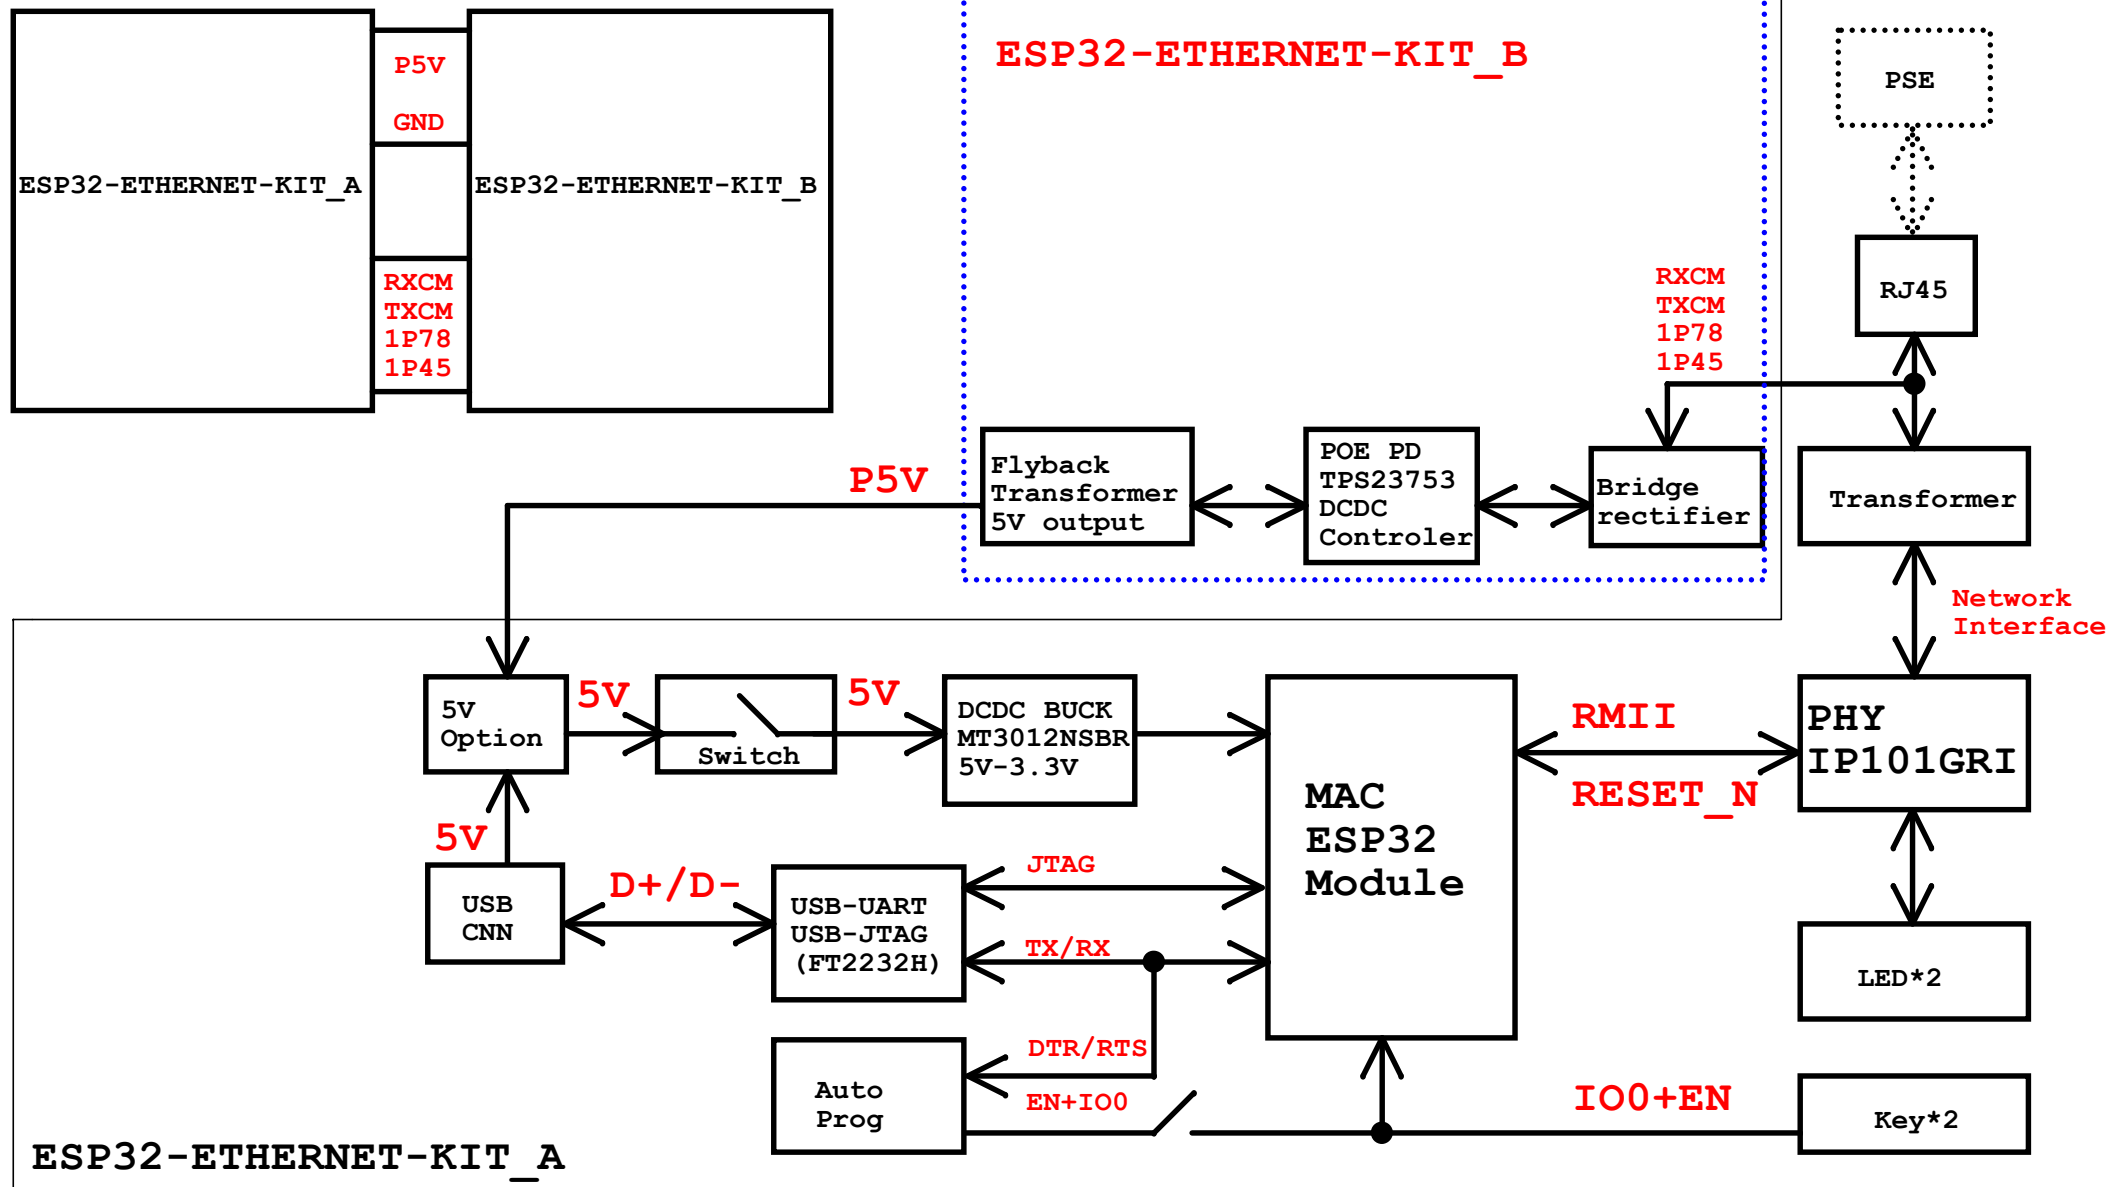 P5V
GND
ESP32-ETHERNET-KIT_A
ESP32-ETHERNET-KIT_B
RXCM
TXCM
1P78
1P45
ESP32-ETHERNET-KIT_B
PSE
RJ45
RXCM
TXCM
1P78
1P45
P5V
Flyback
Transformer
5V output
POE PD
TPS23753
DCDC
Controler
Bridge
rectifier
Transformer
Network
Interface
5V
Option
5V
Switch
5V
DCDC BUCK
MT3012NSBR
5V-3.3V
MAC
ESP32
Module
RMII
RESET_N
PHY
IP101GRI
5V
USB
CNN
D+/D-
USB-UART
USB-JTAG
(FT2232H)
JTAG
TX/RX
LED*2
DTR/RTS
EN+IO0
Auto
Prog
IO0+EN
Key*2
ESP32-ETHERNET-KIT_A